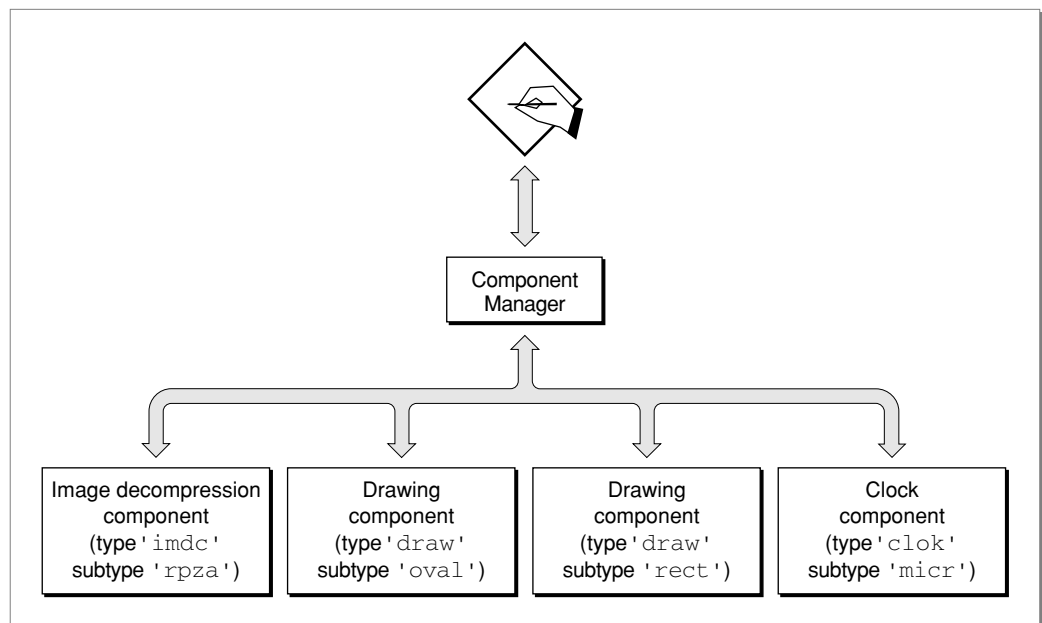 Component
Manager
Image decompression
component
(type 'imdc'
subtype 'rpza')
Drawing
component
(type 'draw'
subtype 'oval')
Drawing
component
(type 'draw'
subtype 'rect')
Clock
component
(type 'clok'
subtype 'micr')